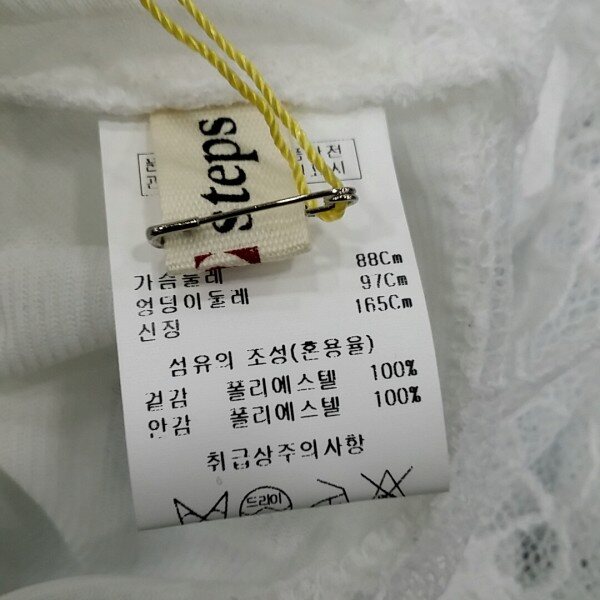 steps
가슴둘레 88Cm
엉덩이둘레 97Cm
신징 165Cm
섬유의 조성(혼용율)
겉감 폴리에스텔 100%
안감 폴리에스텔 100%
취급상주의사항
드라이